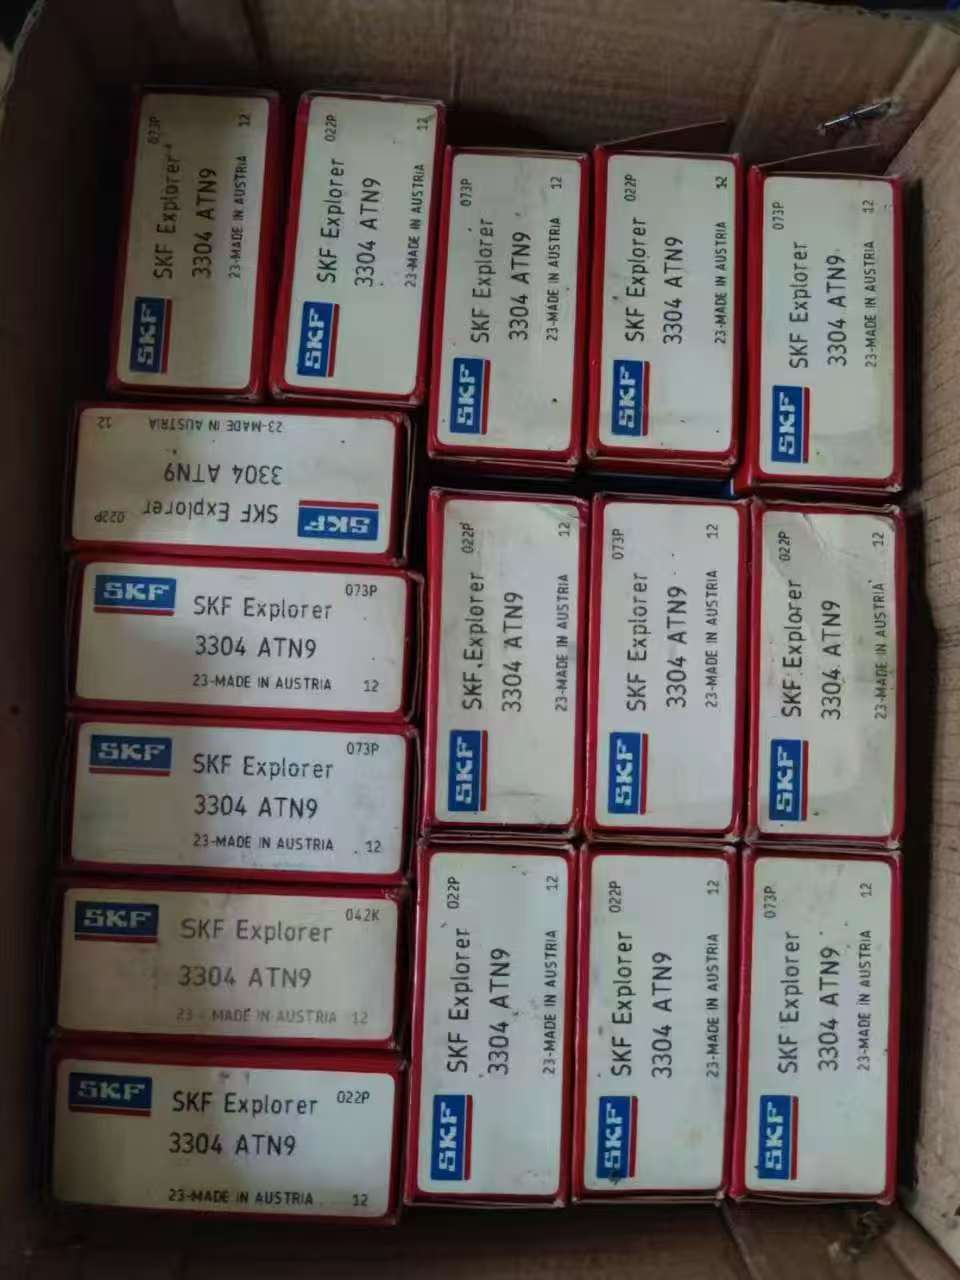 073P
SKF Explorer
3304 ATN9
23-MADE IN AUSTRIA 12
SKF
022P
SKF Explorer
3304 ATN9
23-MADE IN AUSTRIA 12
SKF
073P
SKF Explorer
3304 ATN9
23-MADE IN AUSTRIA 12
SKF
022P
SKF Explorer
3304 ATN9
23-MADE IN AUSTRIA 12
SKF
073P
SKF Explorer
3304 ATN9
23-MADE IN AUSTRIA 12
SKF
SKF
SKF Explorer 022P
3304 ATN9
23-MADE IN AUSTRIA 12
SKF
SKF Explorer 073P
3304 ATN9
23-MADE IN AUSTRIA 12
SKF
SKF Explorer 073P
3304 ATN9
23-MADE IN AUSTRIA 12
SKF
SKF Explorer 042K
3304 ATN9
23 - MADE IN AUSTRIA 12
SKF
SKF Explorer 022P
3304 ATN9
23-MADE IN AUSTRIA 12
022P
SKF Explorer
3304 ATN9
23-MADE IN AUSTRIA 12
SKF
073P
SKF Explorer
3304 ATN9
23-MADE IN AUSTRIA 12
SKF
022P
SKF Explorer
3304 ATN9
23-MADE IN AUSTRIA 12
SKF
022P
SKF Explorer
3304 ATN9
23-MADE IN AUSTRIA 12
SKF
022P
SKF Explorer
3304 ATN9
23-MADE IN AUSTRIA 12
SKF
073P
SKF Explorer
3304 ATN9
23-MADE IN AUSTRIA 12
SKF